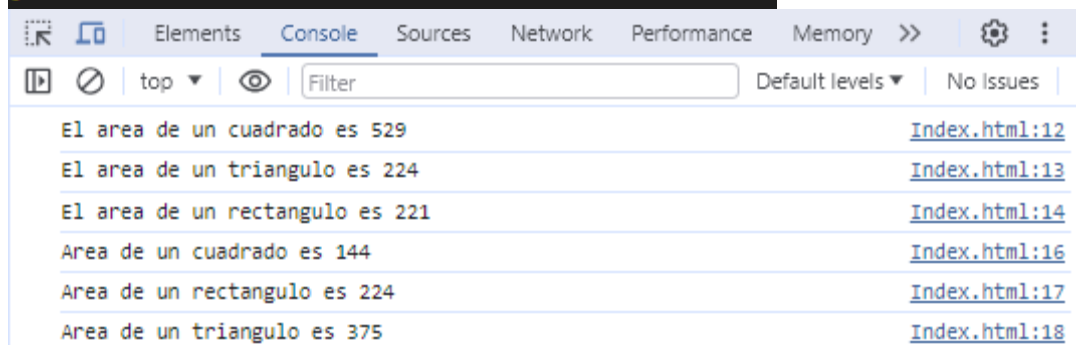 Elements Console Sources Network Performance Memory >>
top ▼ Filter Default levels ▼ No Issues
El area de un cuadrado es 529 Index.html:12
El area de un triangulo es 224 Index.html:13
El area de un rectangulo es 221 Index.html:14
Area de un cuadrado es 144 Index.html:16
Area de un rectangulo es 224 Index.html:17
Area de un triangulo es 375 Index.html:18